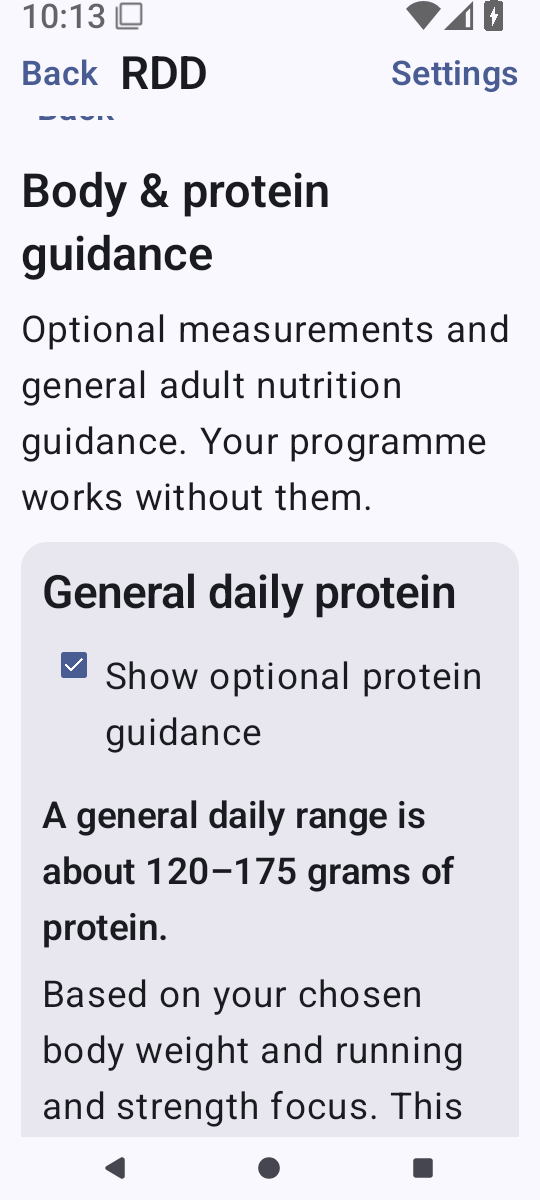 10:13
Back RDD Settings
Back
Body & protein
guidance
Optional measurements and
general adult nutrition
guidance. Your programme
works without them.
General daily protein
Show optional protein
guidance
A general daily range is
about 120–175 grams of
protein.
Based on your chosen
body weight and running
and strength focus. This